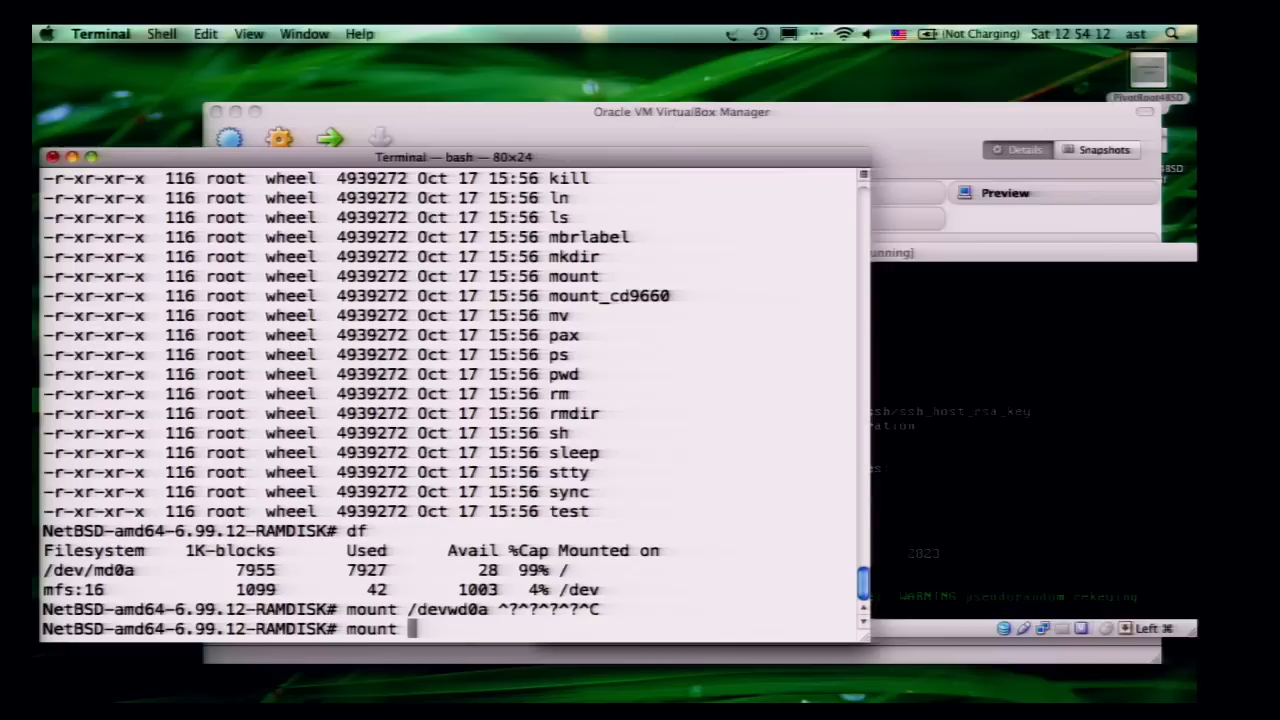 Terminal Shell Edit View Window Help (Not Charging) Sat 12 54 12 ast
PivotRoot4BSD
Oracle VM VirtualBox Manager
Details Snapshots
Terminal — bash — 80×24
Preview
-r-xr-xr-x 116 root wheel 4939272 Oct 17 15:56 kill
-r-xr-xr-x 116 root wheel 4939272 Oct 17 15:56 ln
-r-xr-xr-x 116 root wheel 4939272 Oct 17 15:56 ls
-r-xr-xr-x 116 root wheel 4939272 Oct 17 15:56 mbrlabel
-r-xr-xr-x 116 root wheel 4939272 Oct 17 15:56 mkdir
-r-xr-xr-x 116 root wheel 4939272 Oct 17 15:56 mount
-r-xr-xr-x 116 root wheel 4939272 Oct 17 15:56 mount_cd9660
-r-xr-xr-x 116 root wheel 4939272 Oct 17 15:56 mv
-r-xr-xr-x 116 root wheel 4939272 Oct 17 15:56 pax
-r-xr-xr-x 116 root wheel 4939272 Oct 17 15:56 ps
-r-xr-xr-x 116 root wheel 4939272 Oct 17 15:56 pwd
-r-xr-xr-x 116 root wheel 4939272 Oct 17 15:56 rm
-r-xr-xr-x 116 root wheel 4939272 Oct 17 15:56 rmdir
-r-xr-xr-x 116 root wheel 4939272 Oct 17 15:56 sh
-r-xr-xr-x 116 root wheel 4939272 Oct 17 15:56 sleep
-r-xr-xr-x 116 root wheel 4939272 Oct 17 15:56 stty
-r-xr-xr-x 116 root wheel 4939272 Oct 17 15:56 sync
-r-xr-xr-x 116 root wheel 4939272 Oct 17 15:56 test
NetBSD-amd64-6.99.12-RAMDISK# df
Filesystem 1K-blocks Used Avail %Cap Mounted on
/dev/md0a 7955 7927 28 99% /
mfs:16 1099 42 1003 4% /dev
NetBSD-amd64-6.99.12-RAMDISK# mount /devwd0a ^?^?^?^?^?^C
NetBSD-amd64-6.99.12-RAMDISK# mount
unning]
ssh/ssh_host_rsa_key
ation
es:
2823
WARNING pseudorandom rekeying
Left ⌘